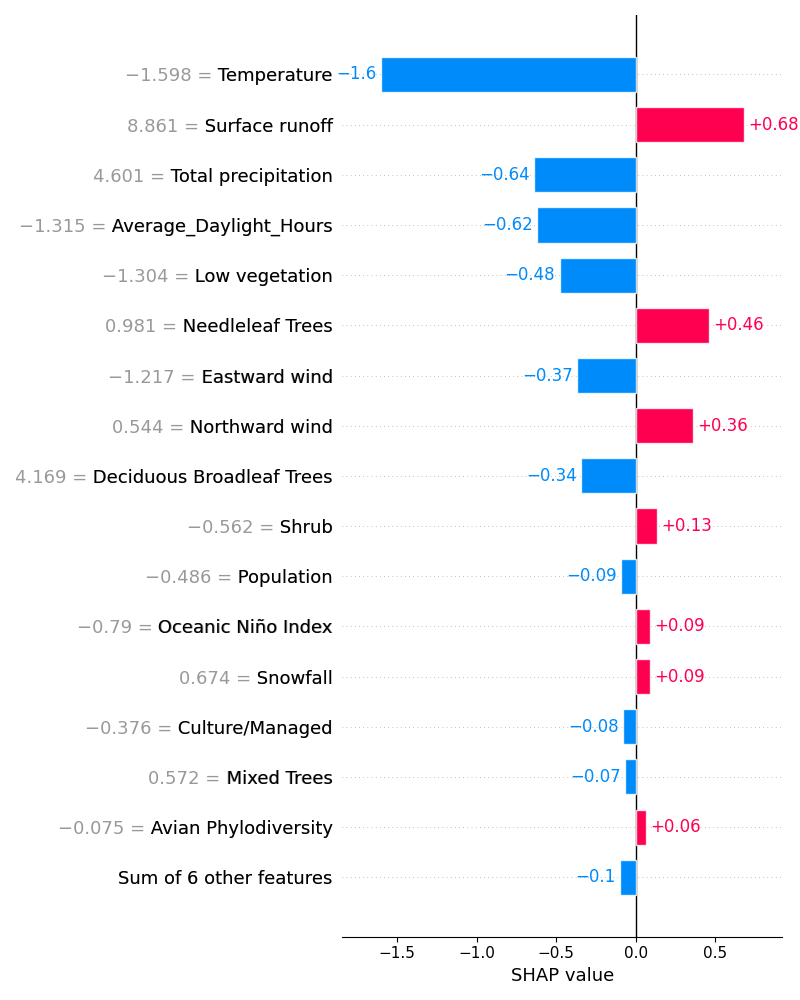 −1.598 = Temperature −1.6
8.861 = Surface runoff +0.68
4.601 = Total precipitation −0.64
−1.315 = Average_Daylight_Hours −0.62
−1.304 = Low vegetation −0.48
0.981 = Needleleaf Trees +0.46
−1.217 = Eastward wind −0.37
0.544 = Northward wind +0.36
4.169 = Deciduous Broadleaf Trees −0.34
−0.562 = Shrub +0.13
−0.486 = Population −0.09
−0.79 = Oceanic Niño Index +0.09
0.674 = Snowfall +0.09
−0.376 = Culture/Managed −0.08
0.572 = Mixed Trees −0.07
−0.075 = Avian Phylodiversity +0.06
Sum of 6 other features −0.1
−1.5 −1.0 −0.5 0.0 0.5
SHAP value